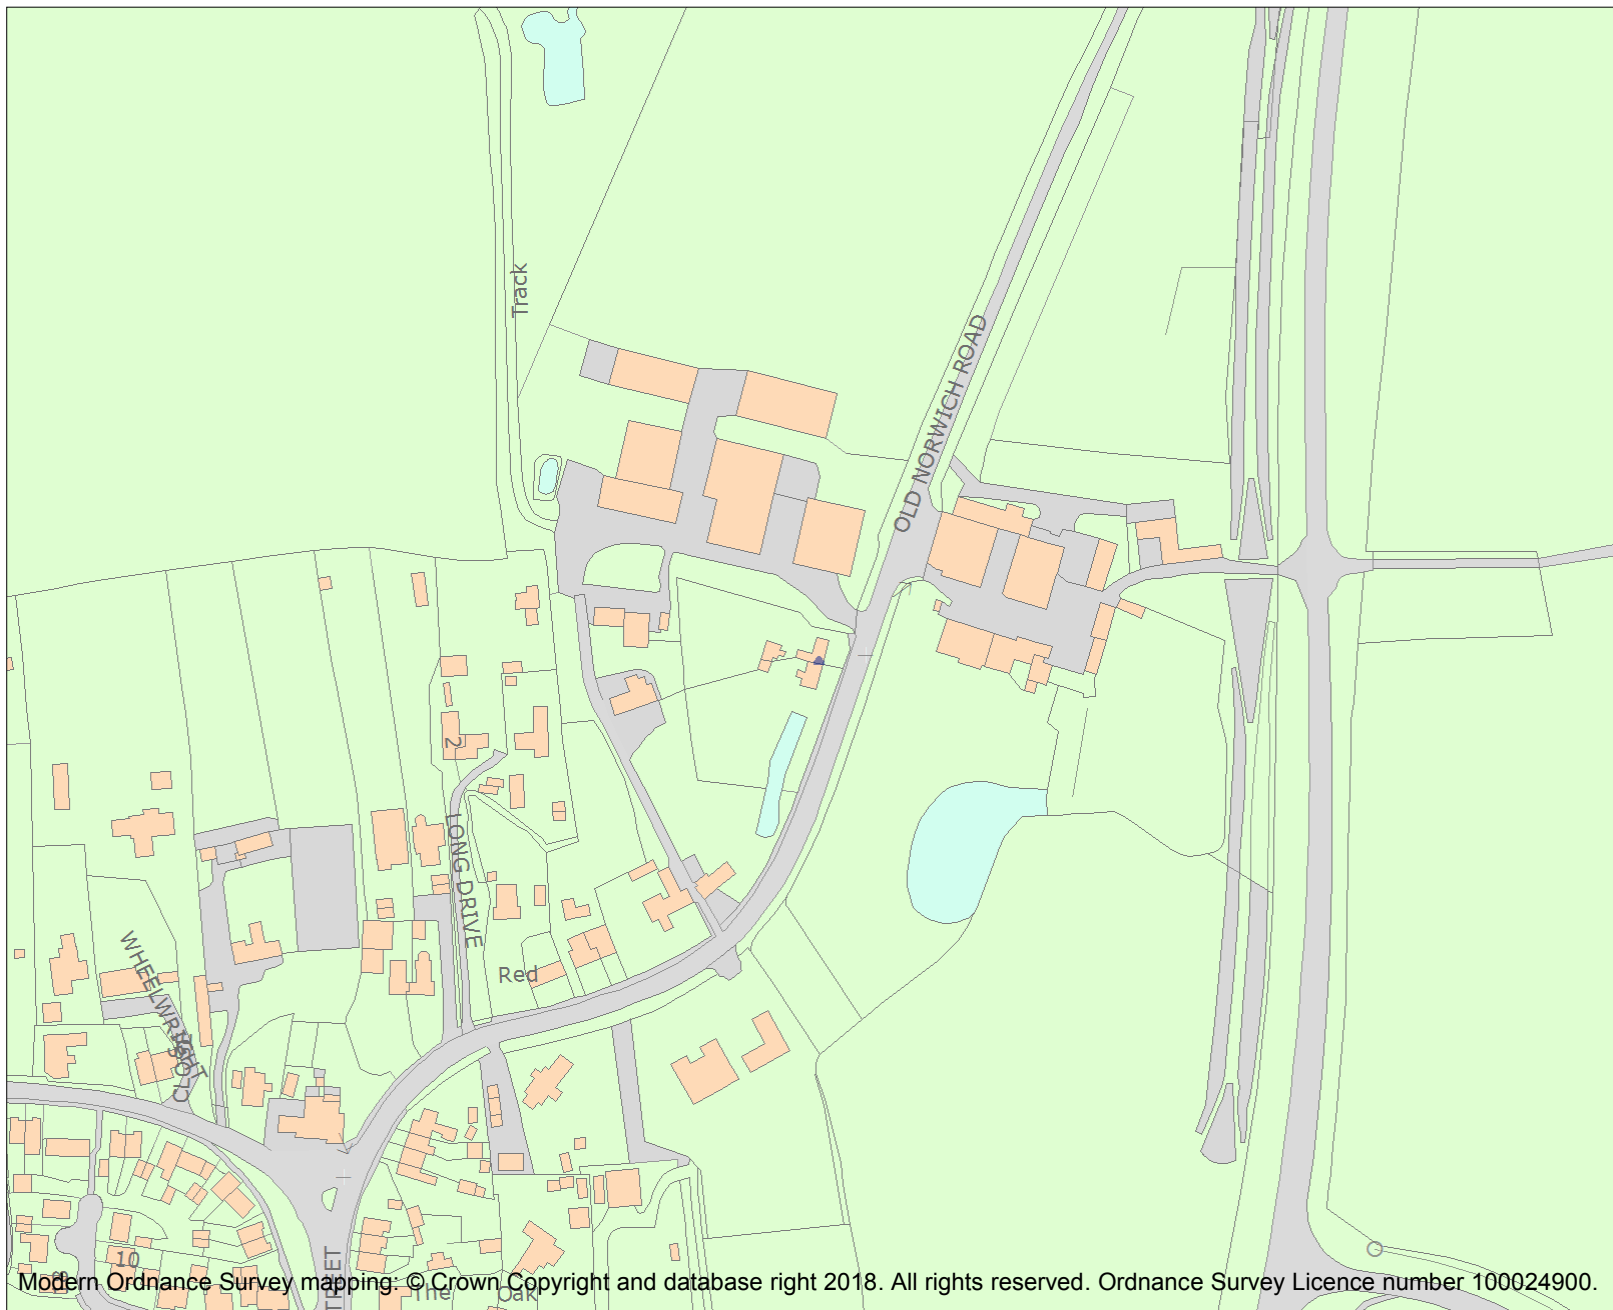 Track
OLD NORWICH ROAD
2
LONG DRIVE
Red
WHEELWRIGHT
CLOSE
10
The
Oak
Modern Ordnance Survey mapping: © Crown Copyright and database right 2018. All rights reserved. Ordnance Survey Licence number 100024900.